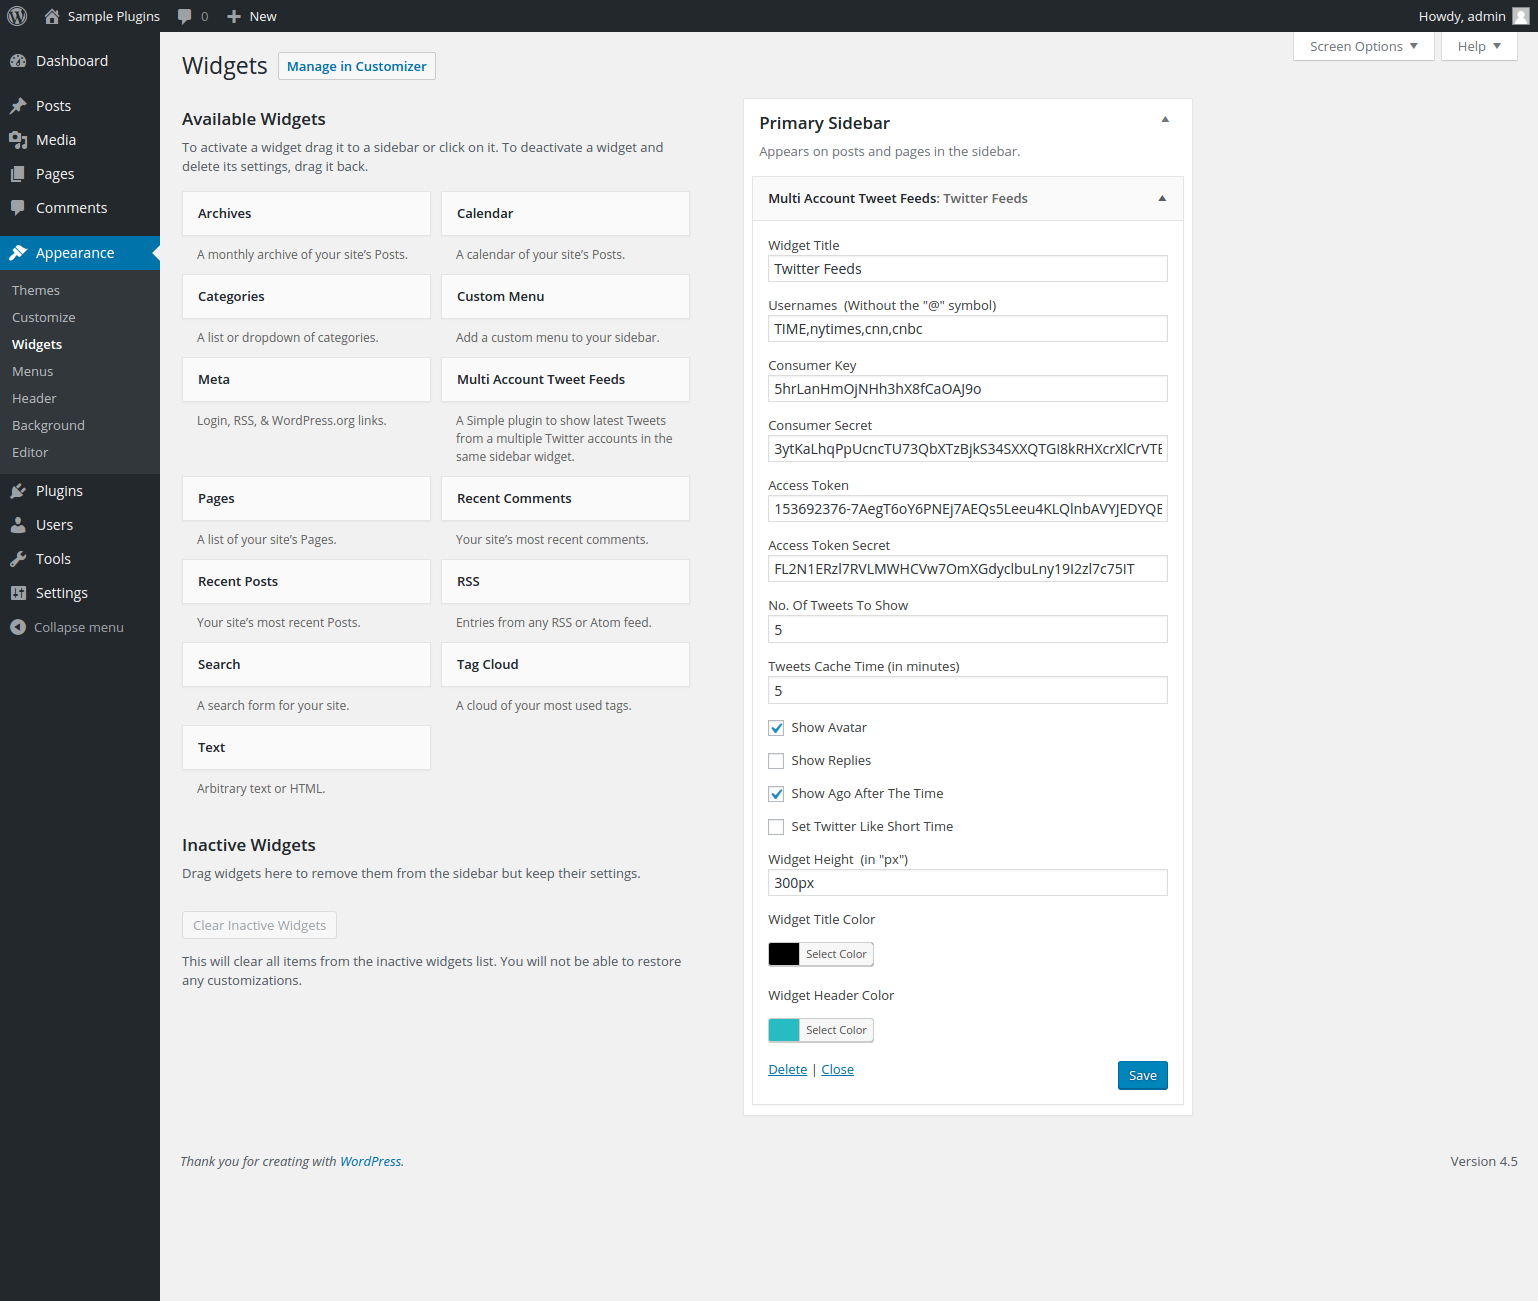 Sample Plugins 0 New Howdy, admin
Dashboard
Posts
Media
Pages
Comments
Appearance
Themes
Customize
Widgets
Menus
Header
Background
Editor
Plugins
Users
Tools
Settings
Collapse menu
Screen Options Help
Widgets Manage in Customizer
Available Widgets
To activate a widget drag it to a sidebar or click on it. To deactivate a widget and
delete its settings, drag it back.
Archives
A monthly archive of your site's Posts.
Calendar
A calendar of your site's Posts.
Categories
A list or dropdown of categories.
Custom Menu
Add a custom menu to your sidebar.
Meta
Login, RSS, & WordPress.org links.
Multi Account Tweet Feeds
A Simple plugin to show latest Tweets
from a multiple Twitter accounts in the
same sidebar widget.
Pages
A list of your site's Pages.
Recent Comments
Your site's most recent comments.
Recent Posts
Your site's most recent Posts.
RSS
Entries from any RSS or Atom feed.
Search
A search form for your site.
Tag Cloud
A cloud of your most used tags.
Text
Arbitrary text or HTML.
Inactive Widgets
Drag widgets here to remove them from the sidebar but keep their settings.
Clear Inactive Widgets
This will clear all items from the inactive widgets list. You will not be able to restore
any customizations.
Primary Sidebar
Appears on posts and pages in the sidebar.
Multi Account Tweet Feeds: Twitter Feeds
Widget Title
Twitter Feeds
Usernames (Without the "@" symbol)
TIME,nytimes,cnn,cnbc
Consumer Key
5hrLanHmOjNHh3hX8fCaOAJ9o
Consumer Secret
Access Token
Access Token Secret
No. Of Tweets To Show
5
Tweets Cache Time (in minutes)
5
Show Avatar
Show Replies
Show Ago After The Time
Set Twitter Like Short Time
Widget Height (in "px")
300px
Widget Title Color
Select Color
Widget Header Color
Select Color
Delete | Close Save
Thank you for creating with WordPress. Version 4.5